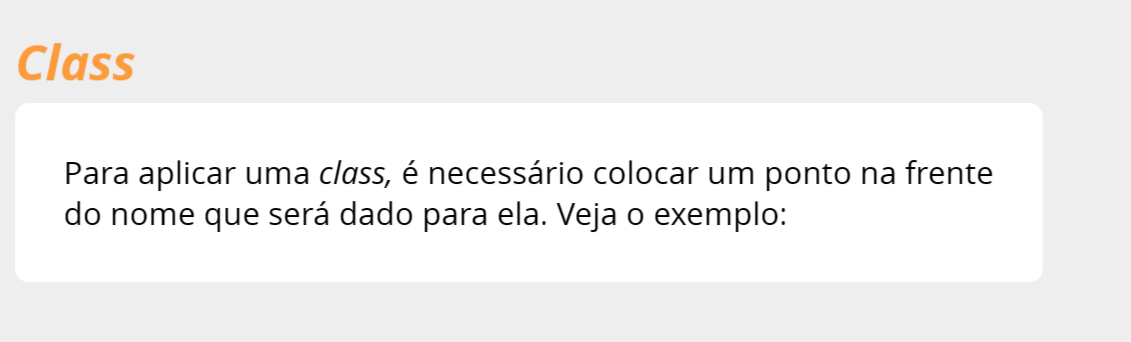 Class
Para aplicar uma class, é necessário colocar um ponto na frente
do nome que será dado para ela. Veja o exemplo: